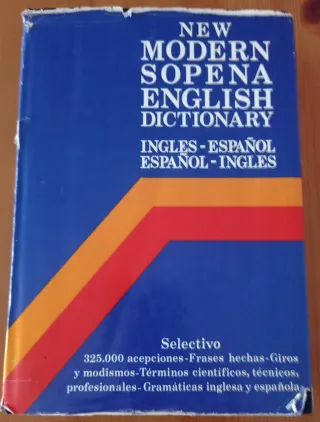 NEW
MODERN
SOPENA
ENGLISH
DICTIONARY
INGLES-ESPAÑOL
ESPAÑOL-INGLES
Selectivo
325.000 acepciones-Frases hechas-Giros
y modismos-Términos científicos, técnicos,
profesionales-Gramáticas inglesa y española